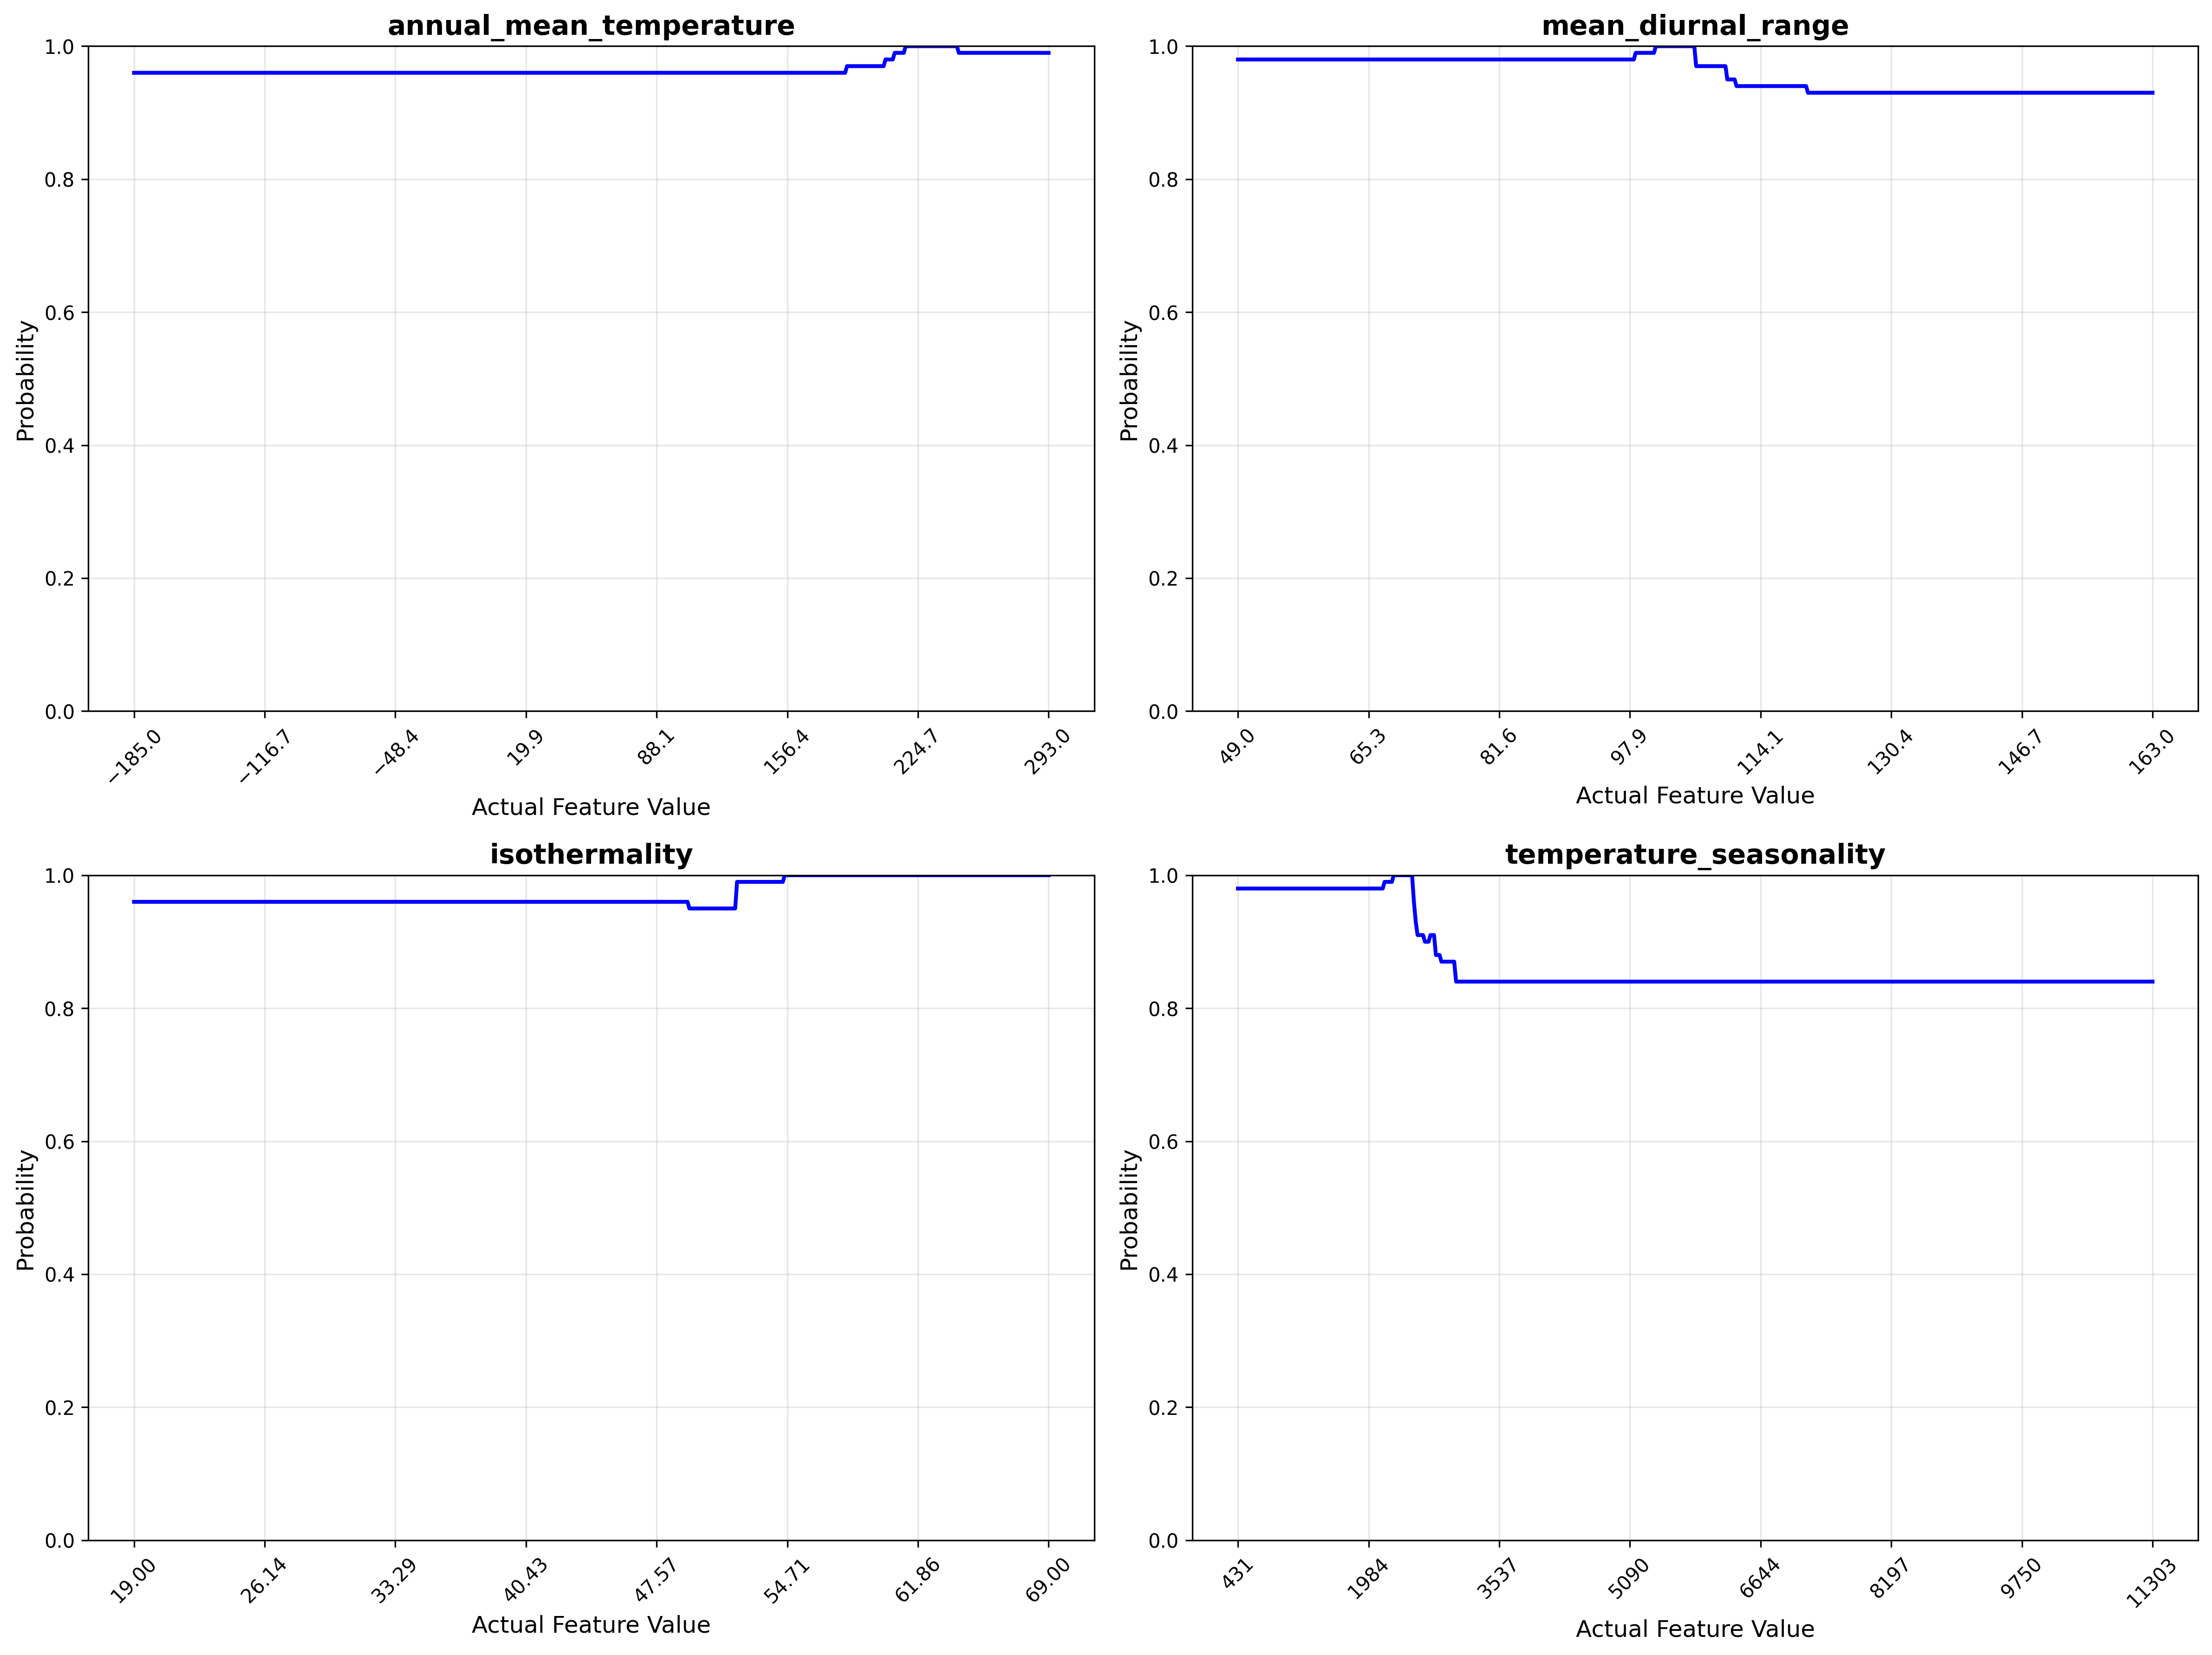 annual_mean_temperature
1.0
0.8
0.6
0.4
0.2
0.0
Probability
−185.0 −116.7 −48.4 19.9 88.1 156.4 224.7 293.0
Actual Feature Value
mean_diurnal_range
1.0
0.8
0.6
0.4
0.2
0.0
Probability
49.0 65.3 81.6 97.9 114.1 130.4 146.7 163.0
Actual Feature Value
isothermality
1.0
0.8
0.6
0.4
0.2
0.0
Probability
19.00 26.14 33.29 40.43 47.57 54.71 61.86 69.00
Actual Feature Value
temperature_seasonality
1.0
0.8
0.6
0.4
0.2
0.0
Probability
431 1984 3537 5090 6644 8197 9750 11303
Actual Feature Value